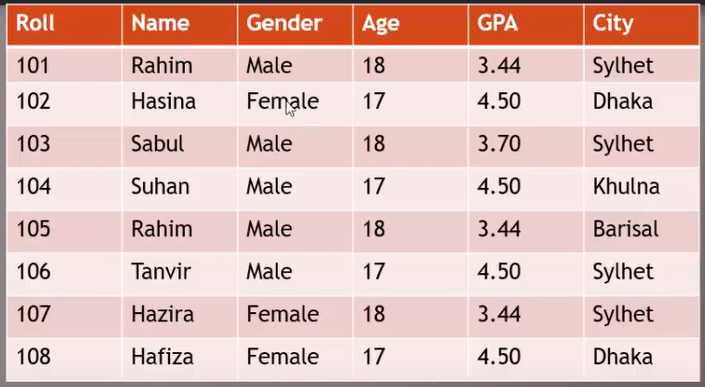 Roll Name Gender Age GPA City
101 Rahim Male 18 3.44 Sylhet
102 Hasina Female 17 4.50 Dhaka
103 Sabul Male 18 3.70 Sylhet
104 Suhan Male 17 4.50 Khulna
105 Rahim Male 18 3.44 Barisal
106 Tanvir Male 17 4.50 Sylhet
107 Hazira Female 18 3.44 Sylhet
108 Hafiza Female 17 4.50 Dhaka